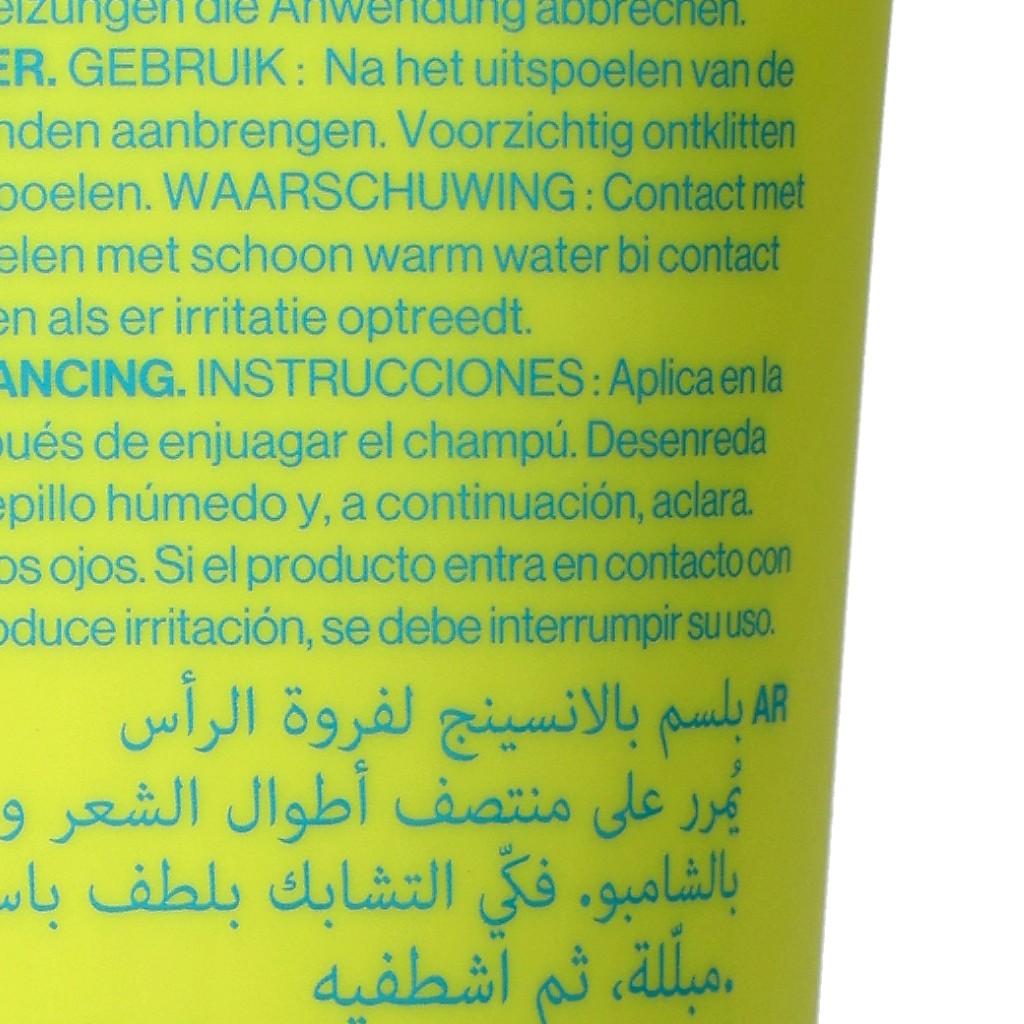 eizungen die Anwendung abbrechen.
ER. GEBRUIK : Na het uitspoelen van de
nden aanbrengen. Voorzichtig ontklitten
poelen. WAARSCHUWING : Contact met
elen met schoon warm water bi contact
en als er irritatie optreedt.
ANCING. INSTRUCCIONES : Aplica en la
pués de enjuagar el champú. Desenreda
epillo húmedo y, a continuación, aclara.
os ojos. Si el producto entra en contacto con
oduce irritación, se debe interrumpir su uso.
AR بلسم بالانسينج لفروة الرأس
يُمرر على منتصف أطوال الشعر و
بالشامبو. فكّي التشابك بلطف باس
مبلّلة، ثم اشطفيه.